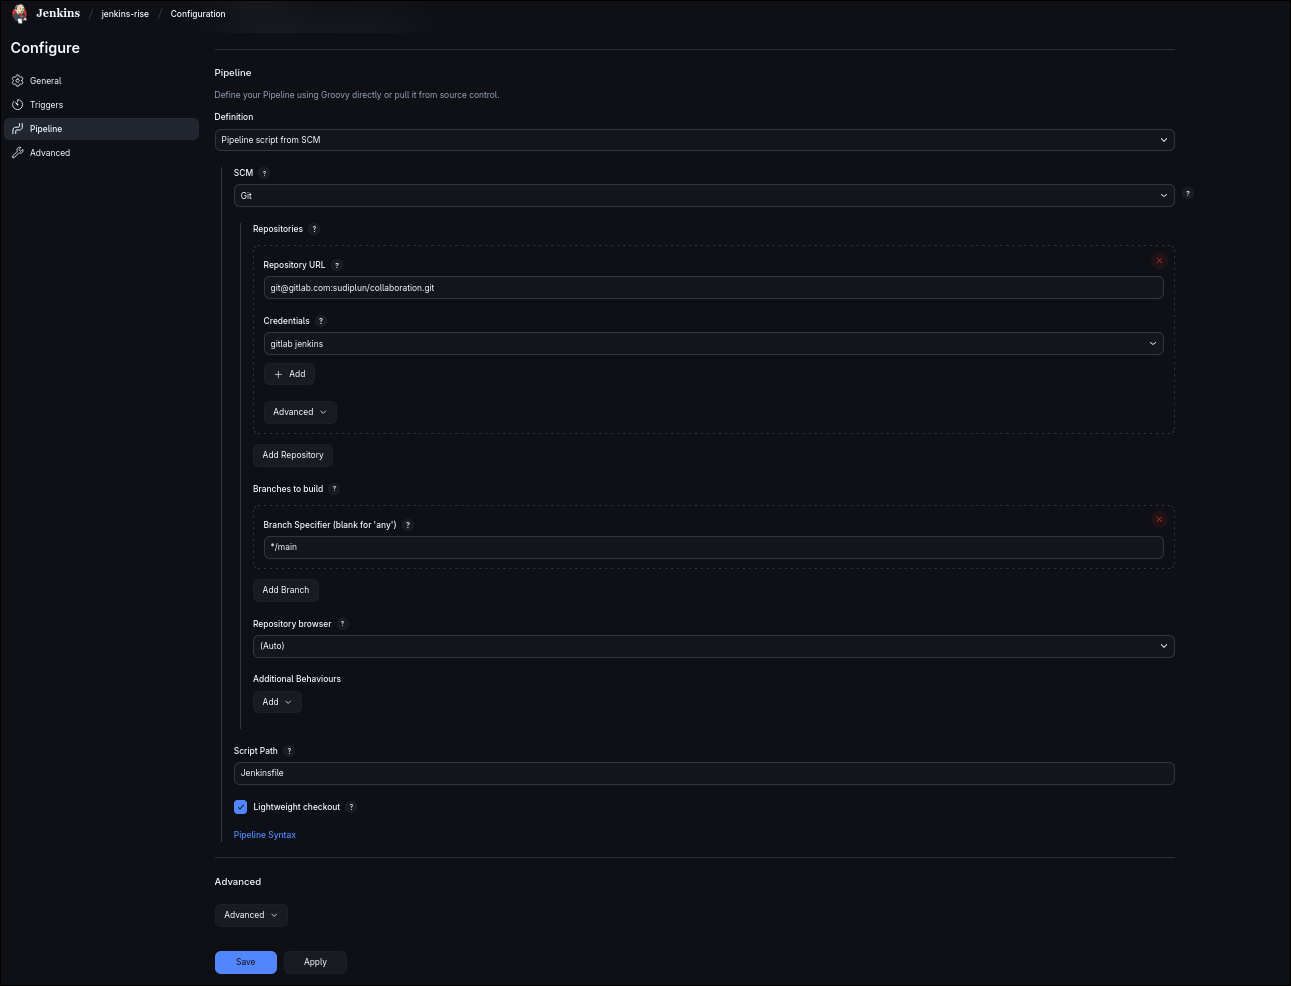 Jenkins / jenkins-rise / Configuration
Configure
General
Triggers
Pipeline
Advanced
Pipeline
Define your Pipeline using Groovy directly or pull it from source control.
Definition
Pipeline script from SCM
SCM ?
Git
?
Repositories ?
Repository URL ?
git@gitlab.com:sudiplun/collaboration.git
Credentials ?
gitlab jenkins
+ Add
Advanced
Add Repository
Branches to build ?
Branch Specifier (blank for 'any') ?
*/main
Add Branch
Repository browser ?
(Auto)
Additional Behaviours
Add
Script Path ?
Jenkinsfile
Lightweight checkout ?
Pipeline Syntax
Advanced
Advanced
Save
Apply